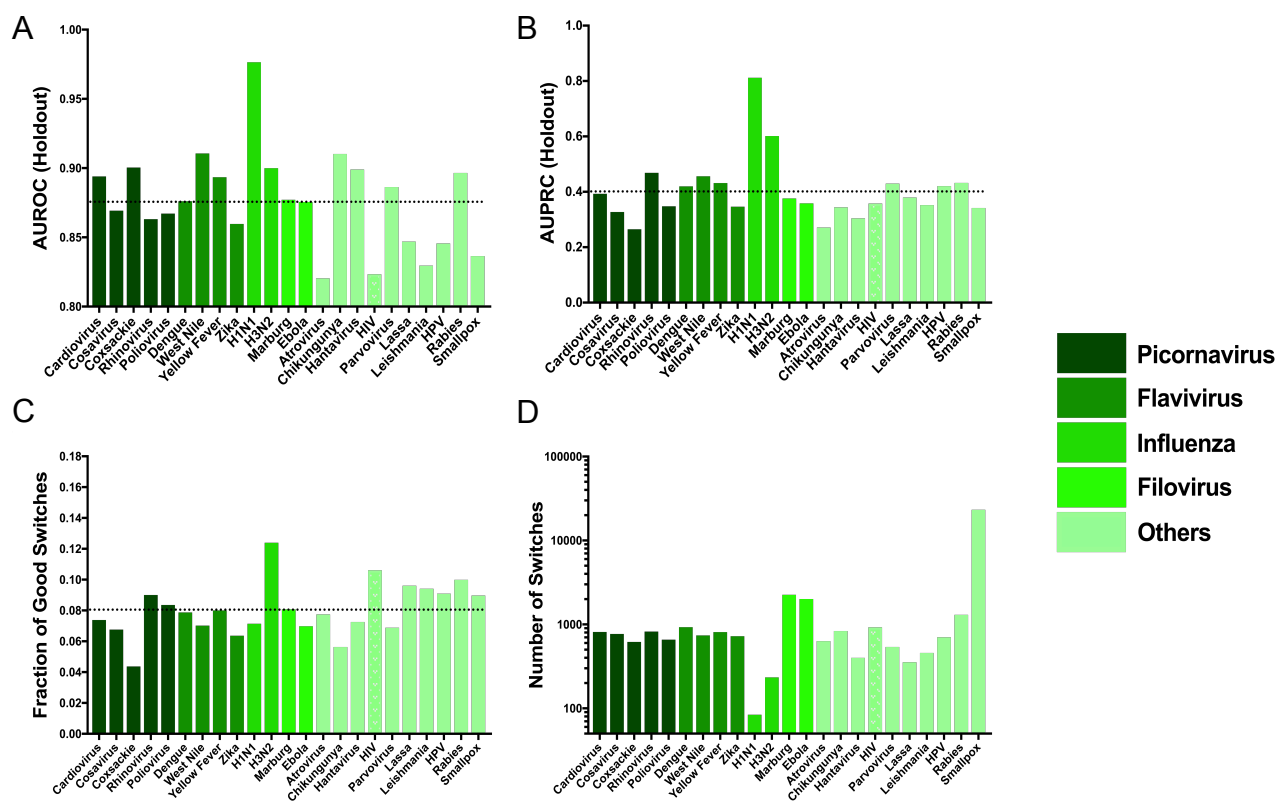 A
AUROC (Holdout)
1.00
0.95
0.90
0.85
0.80
Cardiovirus
Cosavirus
Coxsackie
Rhinovirus
Poliovirus
Dengue
West Nile
Yellow Fever
Zika
H1N1
H3N2
Marburg
Ebola
Atrovirus
Chikungunya
Hantavirus
HIV
Parvovirus
Lassa
Leishmania
HPV
Rabies
Smallpox
B
AUPRC (Holdout)
1.0
0.8
0.6
0.4
0.2
0.0
Cardiovirus
Cosavirus
Coxsackie
Rhinovirus
Poliovirus
Dengue
West Nile
Yellow Fever
Zika
H1N1
H3N2
Marburg
Ebola
Atrovirus
Chikungunya
Hantavirus
HIV
Parvovirus
Lassa
Leishmania
HPV
Rabies
Smallpox
Picornavirus
Flavivirus
Influenza
Filovirus
Others
C
Fraction of Good Switches
0.18
0.16
0.14
0.12
0.10
0.08
0.06
0.04
0.02
0.00
Cardiovirus
Cosavirus
Coxsackie
Rhinovirus
Poliovirus
Dengue
West Nile
Yellow Fever
Zika
H1N1
H3N2
Marburg
Ebola
Atrovirus
Chikungunya
Hantavirus
HIV
Parvovirus
Lassa
Leishmania
HPV
Rabies
Smallpox
D
Number of Switches
100000
10000
1000
100
Cardiovirus
Cosavirus
Coxsackie
Rhinovirus
Poliovirus
Dengue
West Nile
Yellow Fever
Zika
H1N1
H3N2
Marburg
Ebola
Atrovirus
Chikungunya
Hantavirus
HIV
Parvovirus
Lassa
Leishmania
HPV
Rabies
Smallpox